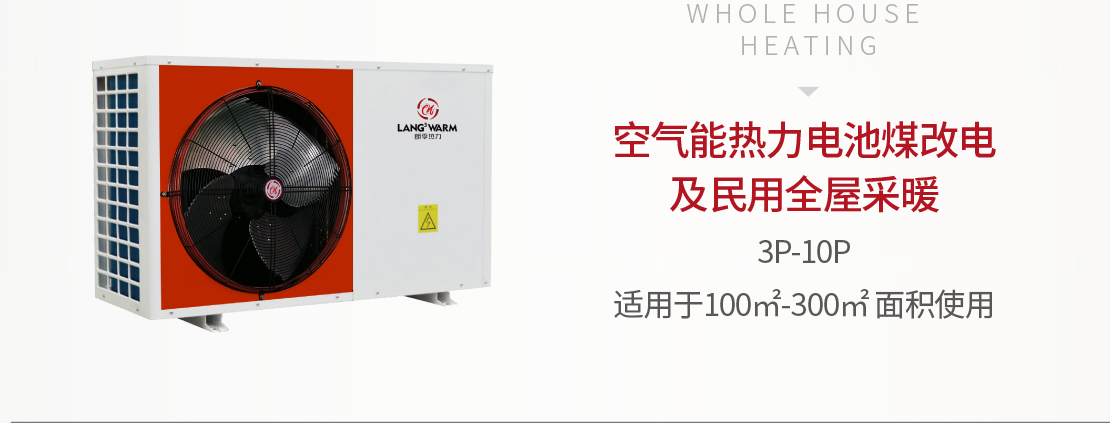 WHOLE HOUSE
HEATING
空气能热力电池煤改电
及民用全屋采暖
3P-10P
适用于100㎡-300㎡面积使用
LANG'S WARM
朗季热力